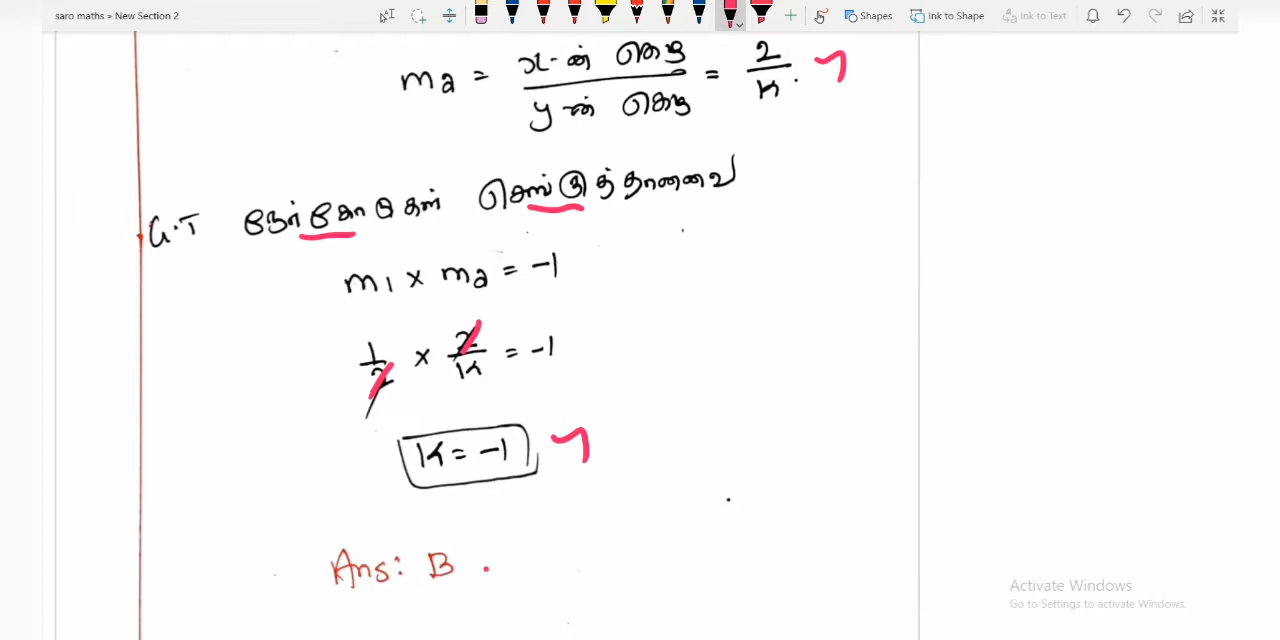 saro maths > New Section 2
Shapes Ink to Shape Ink to Text
m2 = x-ன் கெழு / y ன் கெழு = 2/k .
G.T நேர்கோடுகள் செங்குத்தானவை
m1 x m2 = -1
1/2 x 2/k = -1
k = -1
Ans: B .
Activate Windows
Go to Settings to activate Windows.